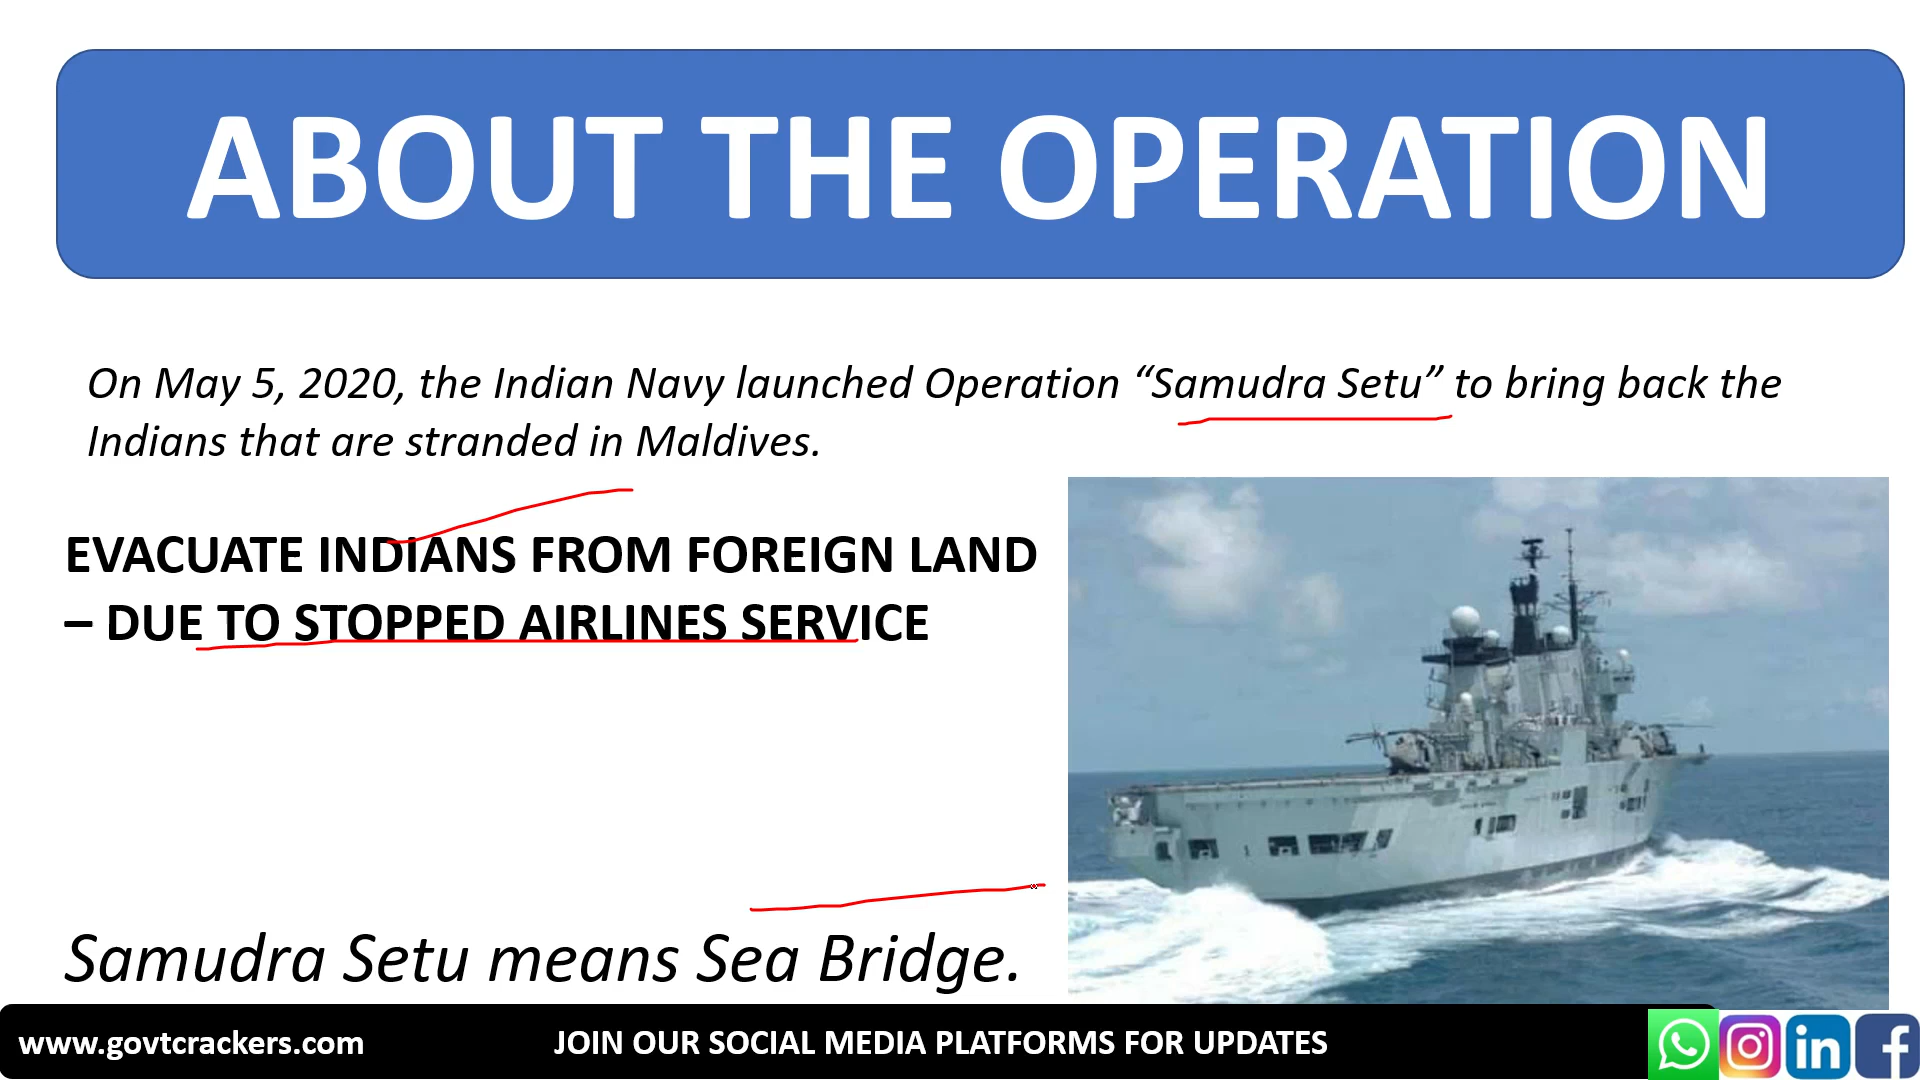 ABOUT THE OPERATION
On May 5, 2020, the Indian Navy launched Operation “Samudra Setu” to bring back the
Indians that are stranded in Maldives.
EVACUATE INDIANS FROM FOREIGN LAND
– DUE TO STOPPED AIRLINES SERVICE
Samudra Setu means Sea Bridge.
www.govtcrackers.com JOIN OUR SOCIAL MEDIA PLATFORMS FOR UPDATES